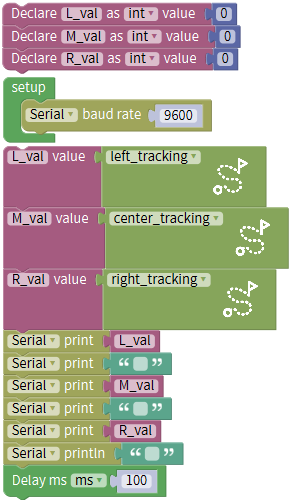 Declare L_val as int value 0
Declare M_val as int value 0
Declare R_val as int value 0
setup
Serial baud rate 9600
L_val value left_tracking
M_val value center_tracking
R_val value right_tracking
Serial print L_val
Serial print “ ”
Serial print M_val
Serial print “ ”
Serial print R_val
Serial println “ ”
Delay ms ms 100